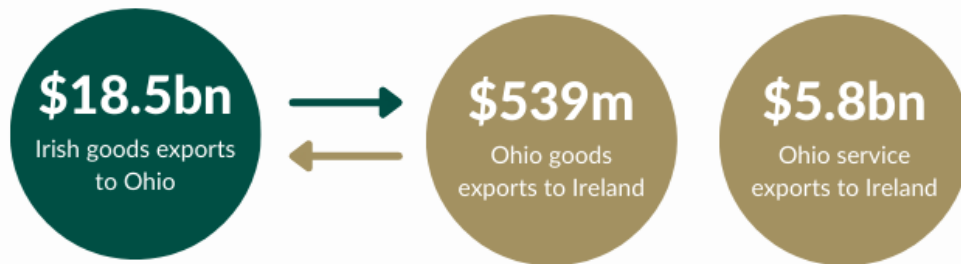 $18.5bn
Irish goods exports
to Ohio
$539m
Ohio goods
exports to Ireland
$5.8bn
Ohio service
exports to Ireland